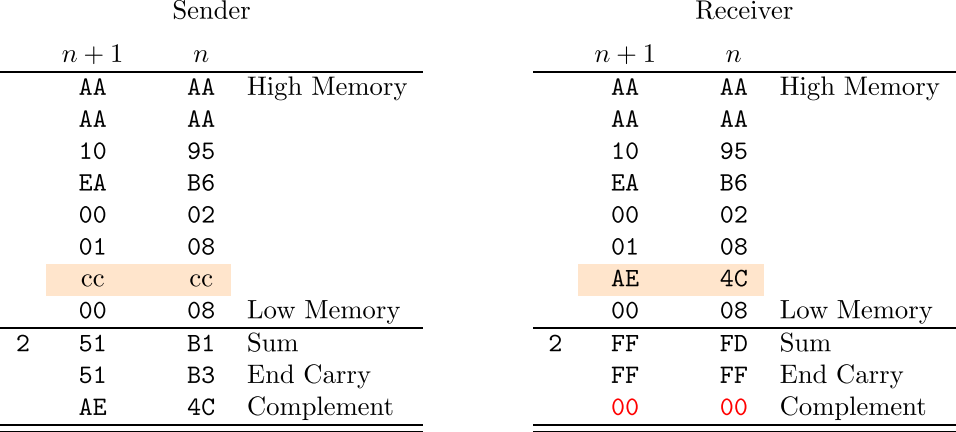 Sender Receiver
n + 1 n n + 1 n
AA AA High Memory AA AA High Memory
AA AA AA AA
10 95 10 95
EA B6 EA B6
00 02 00 02
01 08 01 08
cc cc AE 4C
00 08 Low Memory 00 08 Low Memory
2 51 B1 Sum 2 FF FD Sum
51 B3 End Carry FF FF End Carry
AE 4C Complement 00 00 Complement